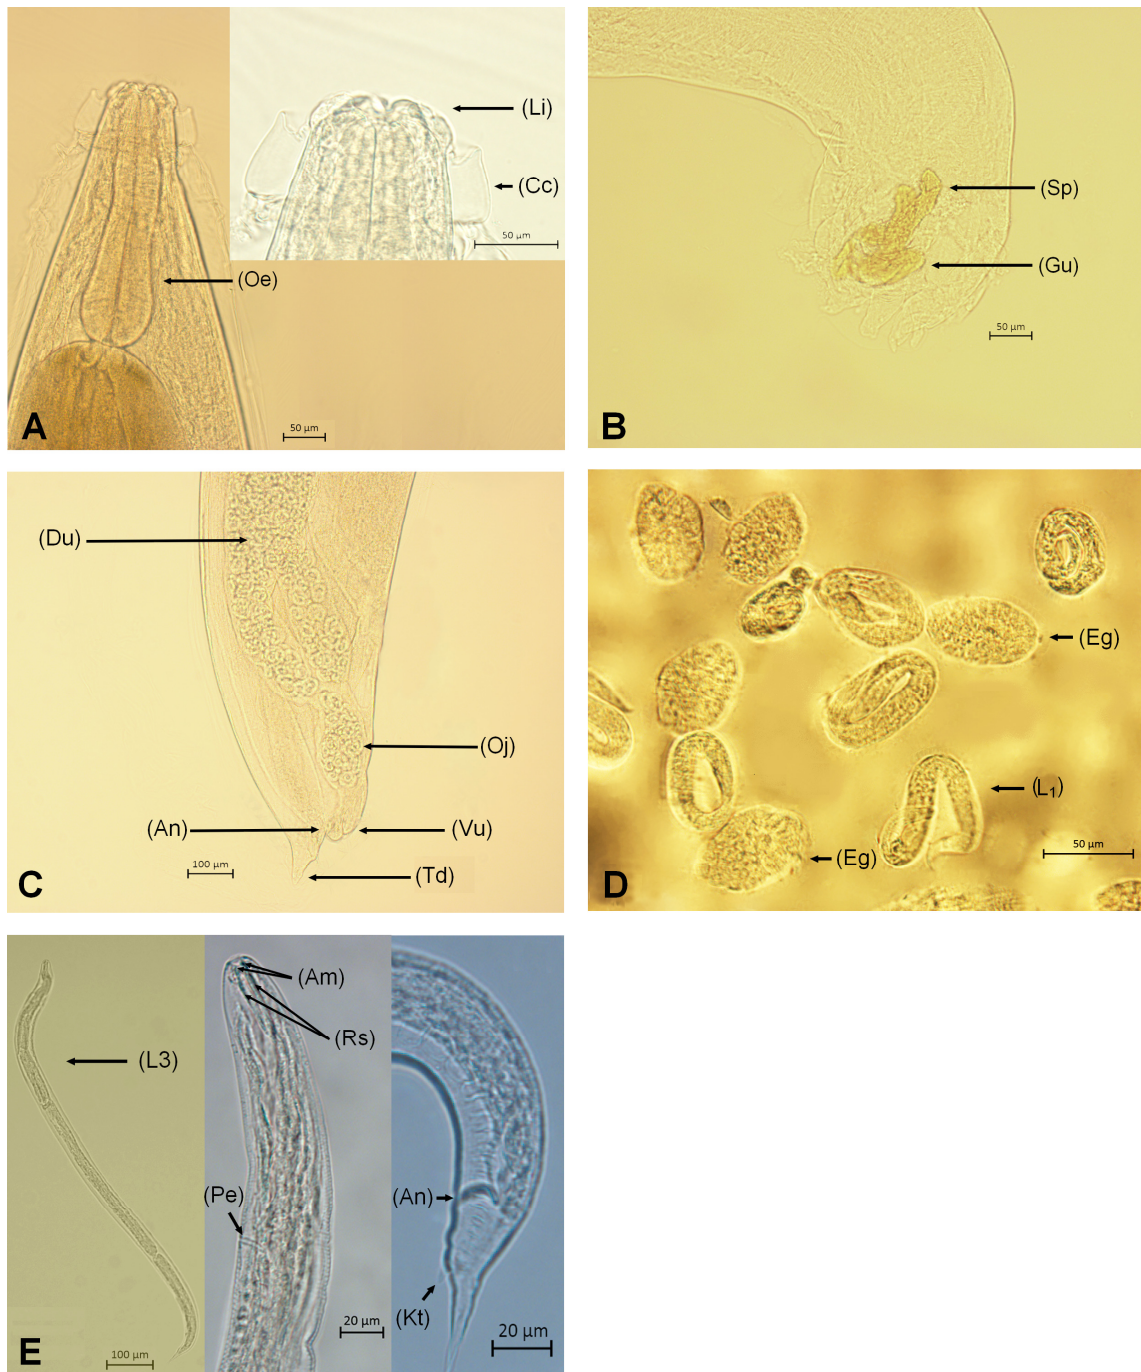 (Li)
(Cc)
50 µm
(Oe)
50 µm
A
(Sp)
(Gu)
50 µm
B
(Du)
(Oj)
(An)
(Vu)
100 µm
(Td)
C
(Eg)
(L₁)
(Eg)
50 µm
D
(Am)
(Rs)
(L3)
(Pe)
(An)
(Kt)
20 µm
20 µm
100 µm
E